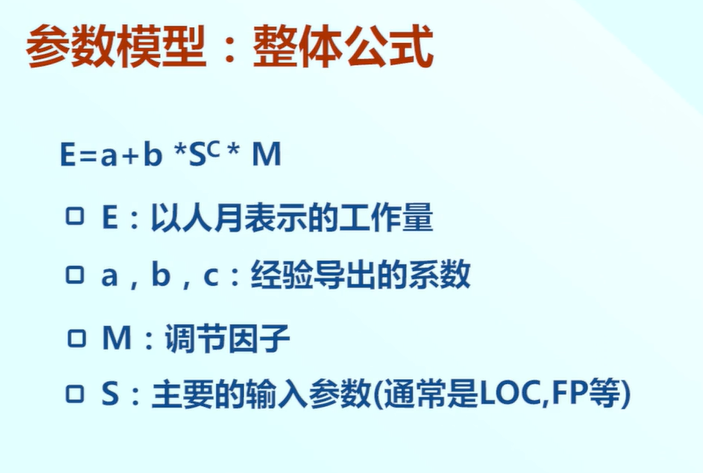 参数模型：整体公式
E=a+b *Sᶜ * M
E：以人月表示的工作量
a，b，c：经验导出的系数
M：调节因子
S：主要的输入参数(通常是LOC,FP等)